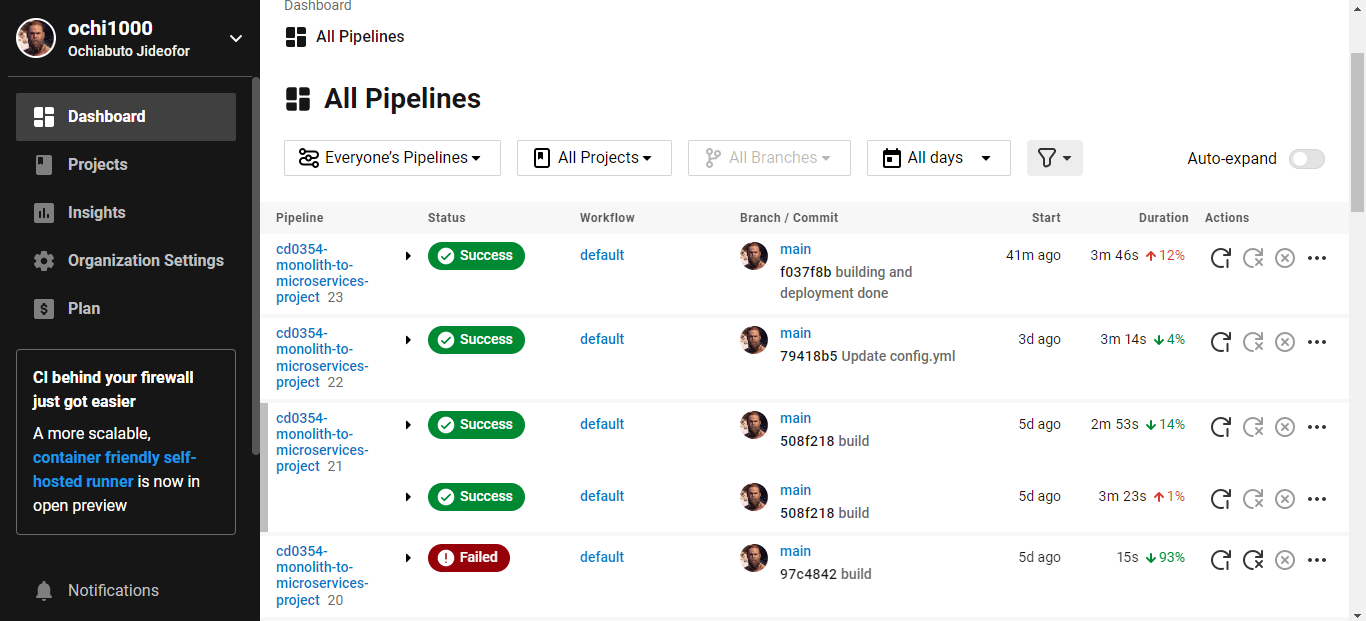 ochi1000
Ochiabuto Jideofor
Dashboard
Projects
Insights
Organization Settings
Plan
CI behind your firewall
just got easier
A more scalable,
container friendly self-
hosted runner is now in
open preview
Notifications
Dashboard
All Pipelines
All Pipelines
Everyone's Pipelines
All Projects
All Branches
All days
Auto-expand
Pipeline Status Workflow Branch / Commit Start Duration Actions
cd0354-
monolith-to-
microservices-
project 23
Success
default
main
f037f8b building and
deployment done
41m ago
3m 46s 12%
cd0354-
monolith-to-
microservices-
project 22
Success
default
main
79418b5 Update config.yml
3d ago
3m 14s 4%
cd0354-
monolith-to-
microservices-
project 21
Success
default
main
508f218 build
5d ago
2m 53s 14%
Success
default
main
508f218 build
5d ago
3m 23s 1%
cd0354-
monolith-to-
microservices-
project 20
Failed
default
main
97c4842 build
5d ago
15s 93%